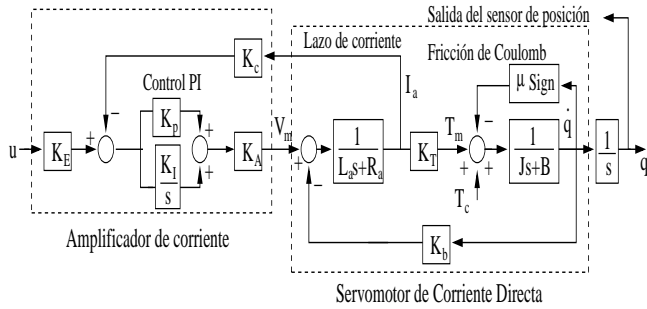 Salida del sensor de posición
Lazo de corriente
Fricción de Coulomb
K_c
I_a
μ Sign
Control PI
K_p
V_m
T_m
q̇
u
K_E
K_I
s
K_A
1
L_a s+R_a
K_T
1
Js+B
1
s
q
T_c
K_b
Amplificador de corriente
Servomotor de Corriente Directa